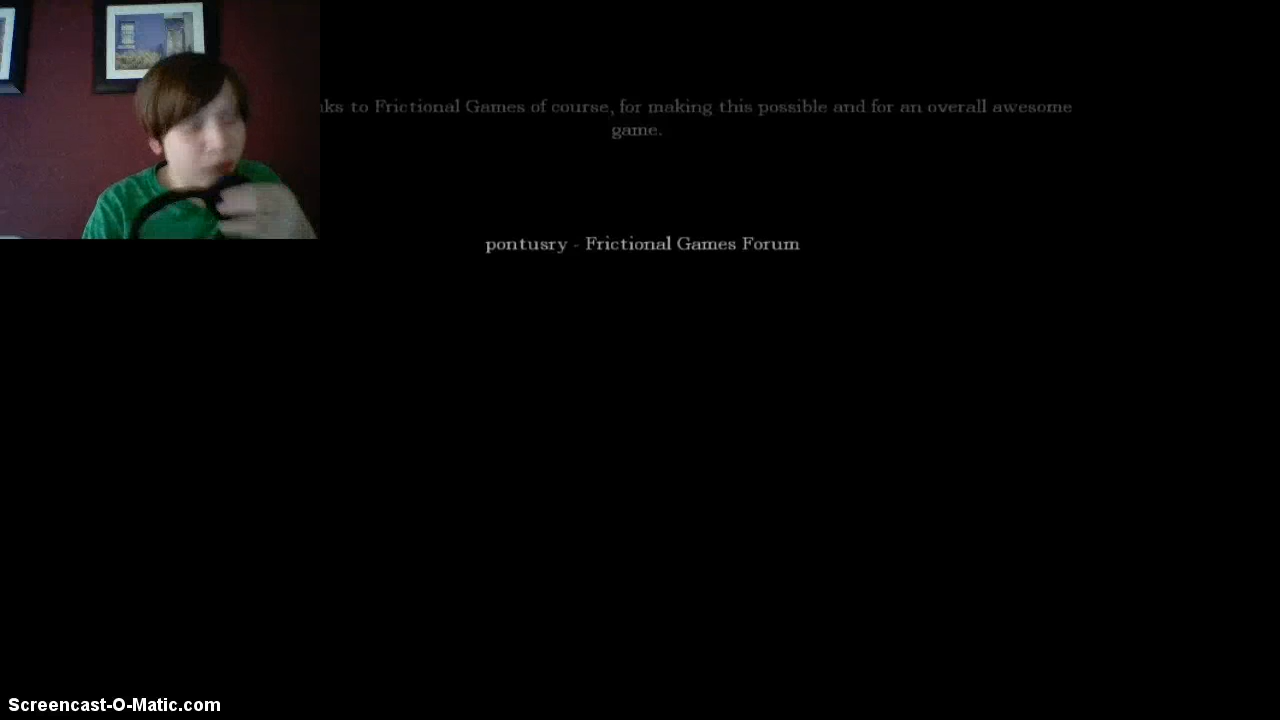 to Frictional Games of course, for making this possible and for an overall awesome
game.
pontusry - Frictional Games Forum
Screencast-O-Matic.com